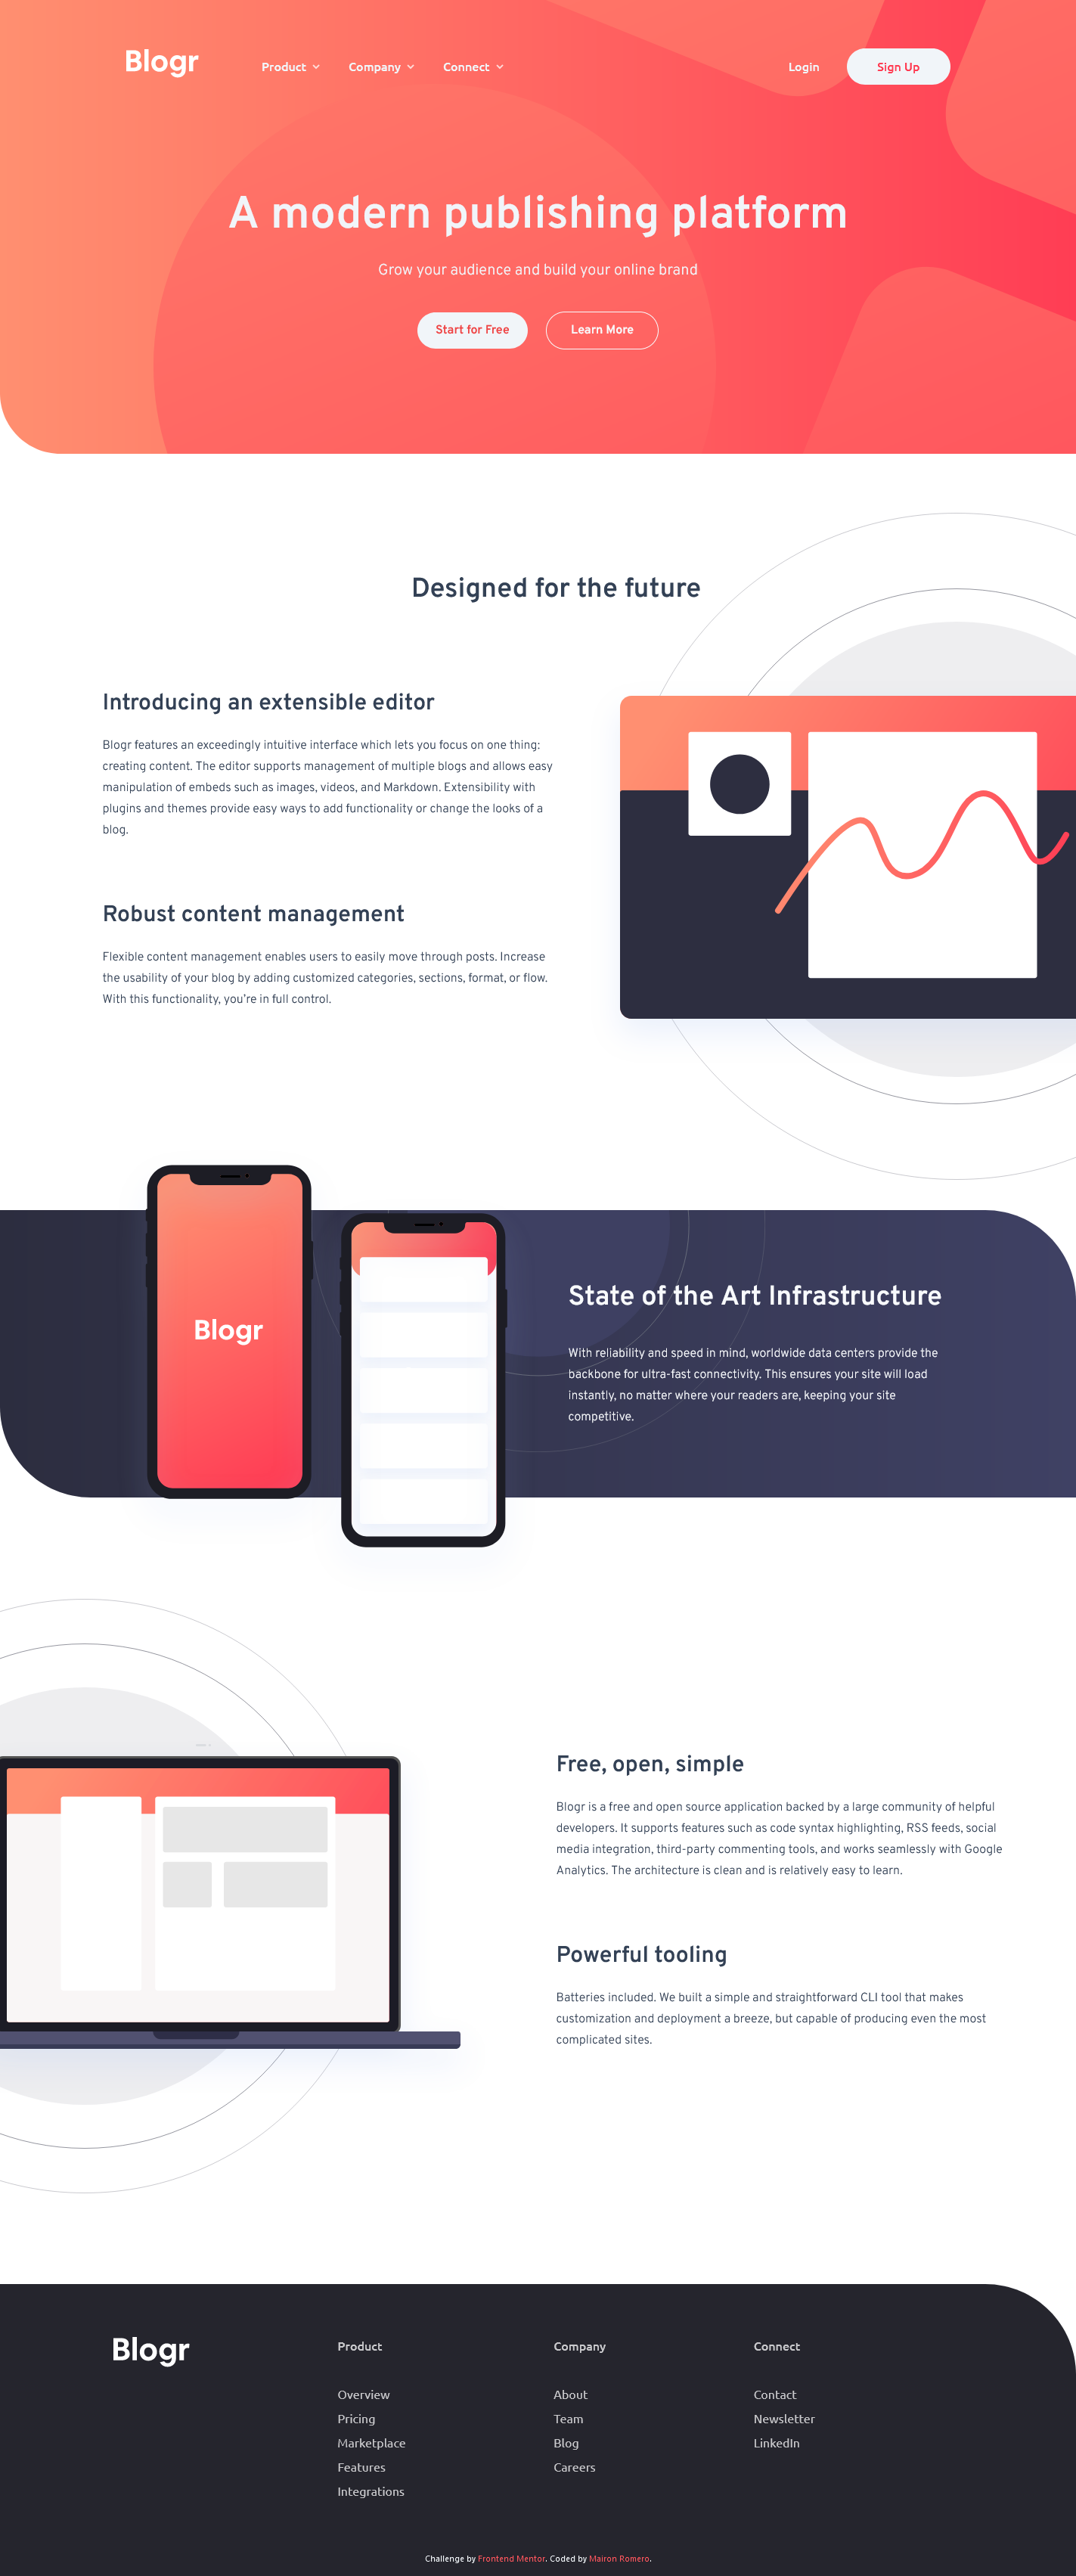 Blogr Product Company Connect Login Sign Up
A modern publishing platform
Grow your audience and build your online brand
Start for Free Learn More
Designed for the future
Introducing an extensible editor
Blogr features an exceedingly intuitive interface which lets you focus on one thing:
creating content. The editor supports management of multiple blogs and allows easy
manipulation of embeds such as images, videos, and Markdown. Extensibility with
plugins and themes provide easy ways to add functionality or change the looks of a
blog.
Robust content management
Flexible content management enables users to easily move through posts. Increase
the usability of your blog by adding customized categories, sections, format, or flow.
With this functionality, you’re in full control.
Blogr
State of the Art Infrastructure
With reliability and speed in mind, worldwide data centers provide the
backbone for ultra-fast connectivity. This ensures your site will load
instantly, no matter where your readers are, keeping your site
competitive.
Free, open, simple
Blogr is a free and open source application backed by a large community of helpful
developers. It supports features such as code syntax highlighting, RSS feeds, social
media integration, third-party commenting tools, and works seamlessly with Google
Analytics. The architecture is clean and is relatively easy to learn.
Powerful tooling
Batteries included. We built a simple and straightforward CLI tool that makes
customization and deployment a breeze, but capable of producing even the most
complicated sites.
Blogr
Product
Overview
Pricing
Marketplace
Features
Integrations
Company
About
Team
Blog
Careers
Connect
Contact
Newsletter
LinkedIn
Challenge by Frontend Mentor. Coded by Mairon Romero.